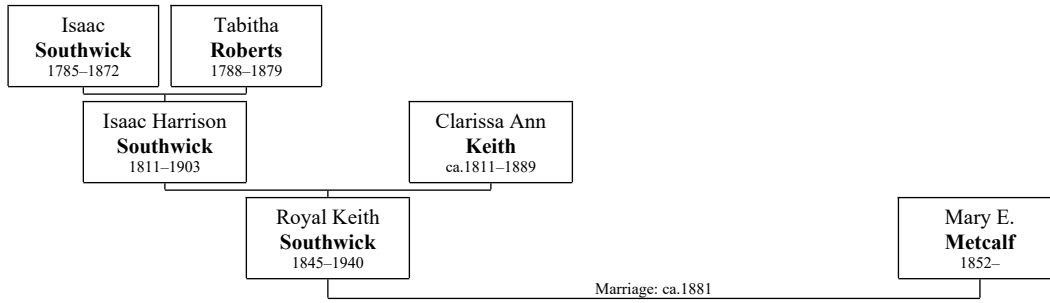 Isaac
Southwick
1785–1872
Tabitha
Roberts
1788–1879
Isaac Harrison
Southwick
1811–1903
Clarissa Ann
Keith
ca.1811–1889
Royal Keith
Southwick
1845–1940
Mary E.
Metcalf
1852–
Marriage: ca.1881